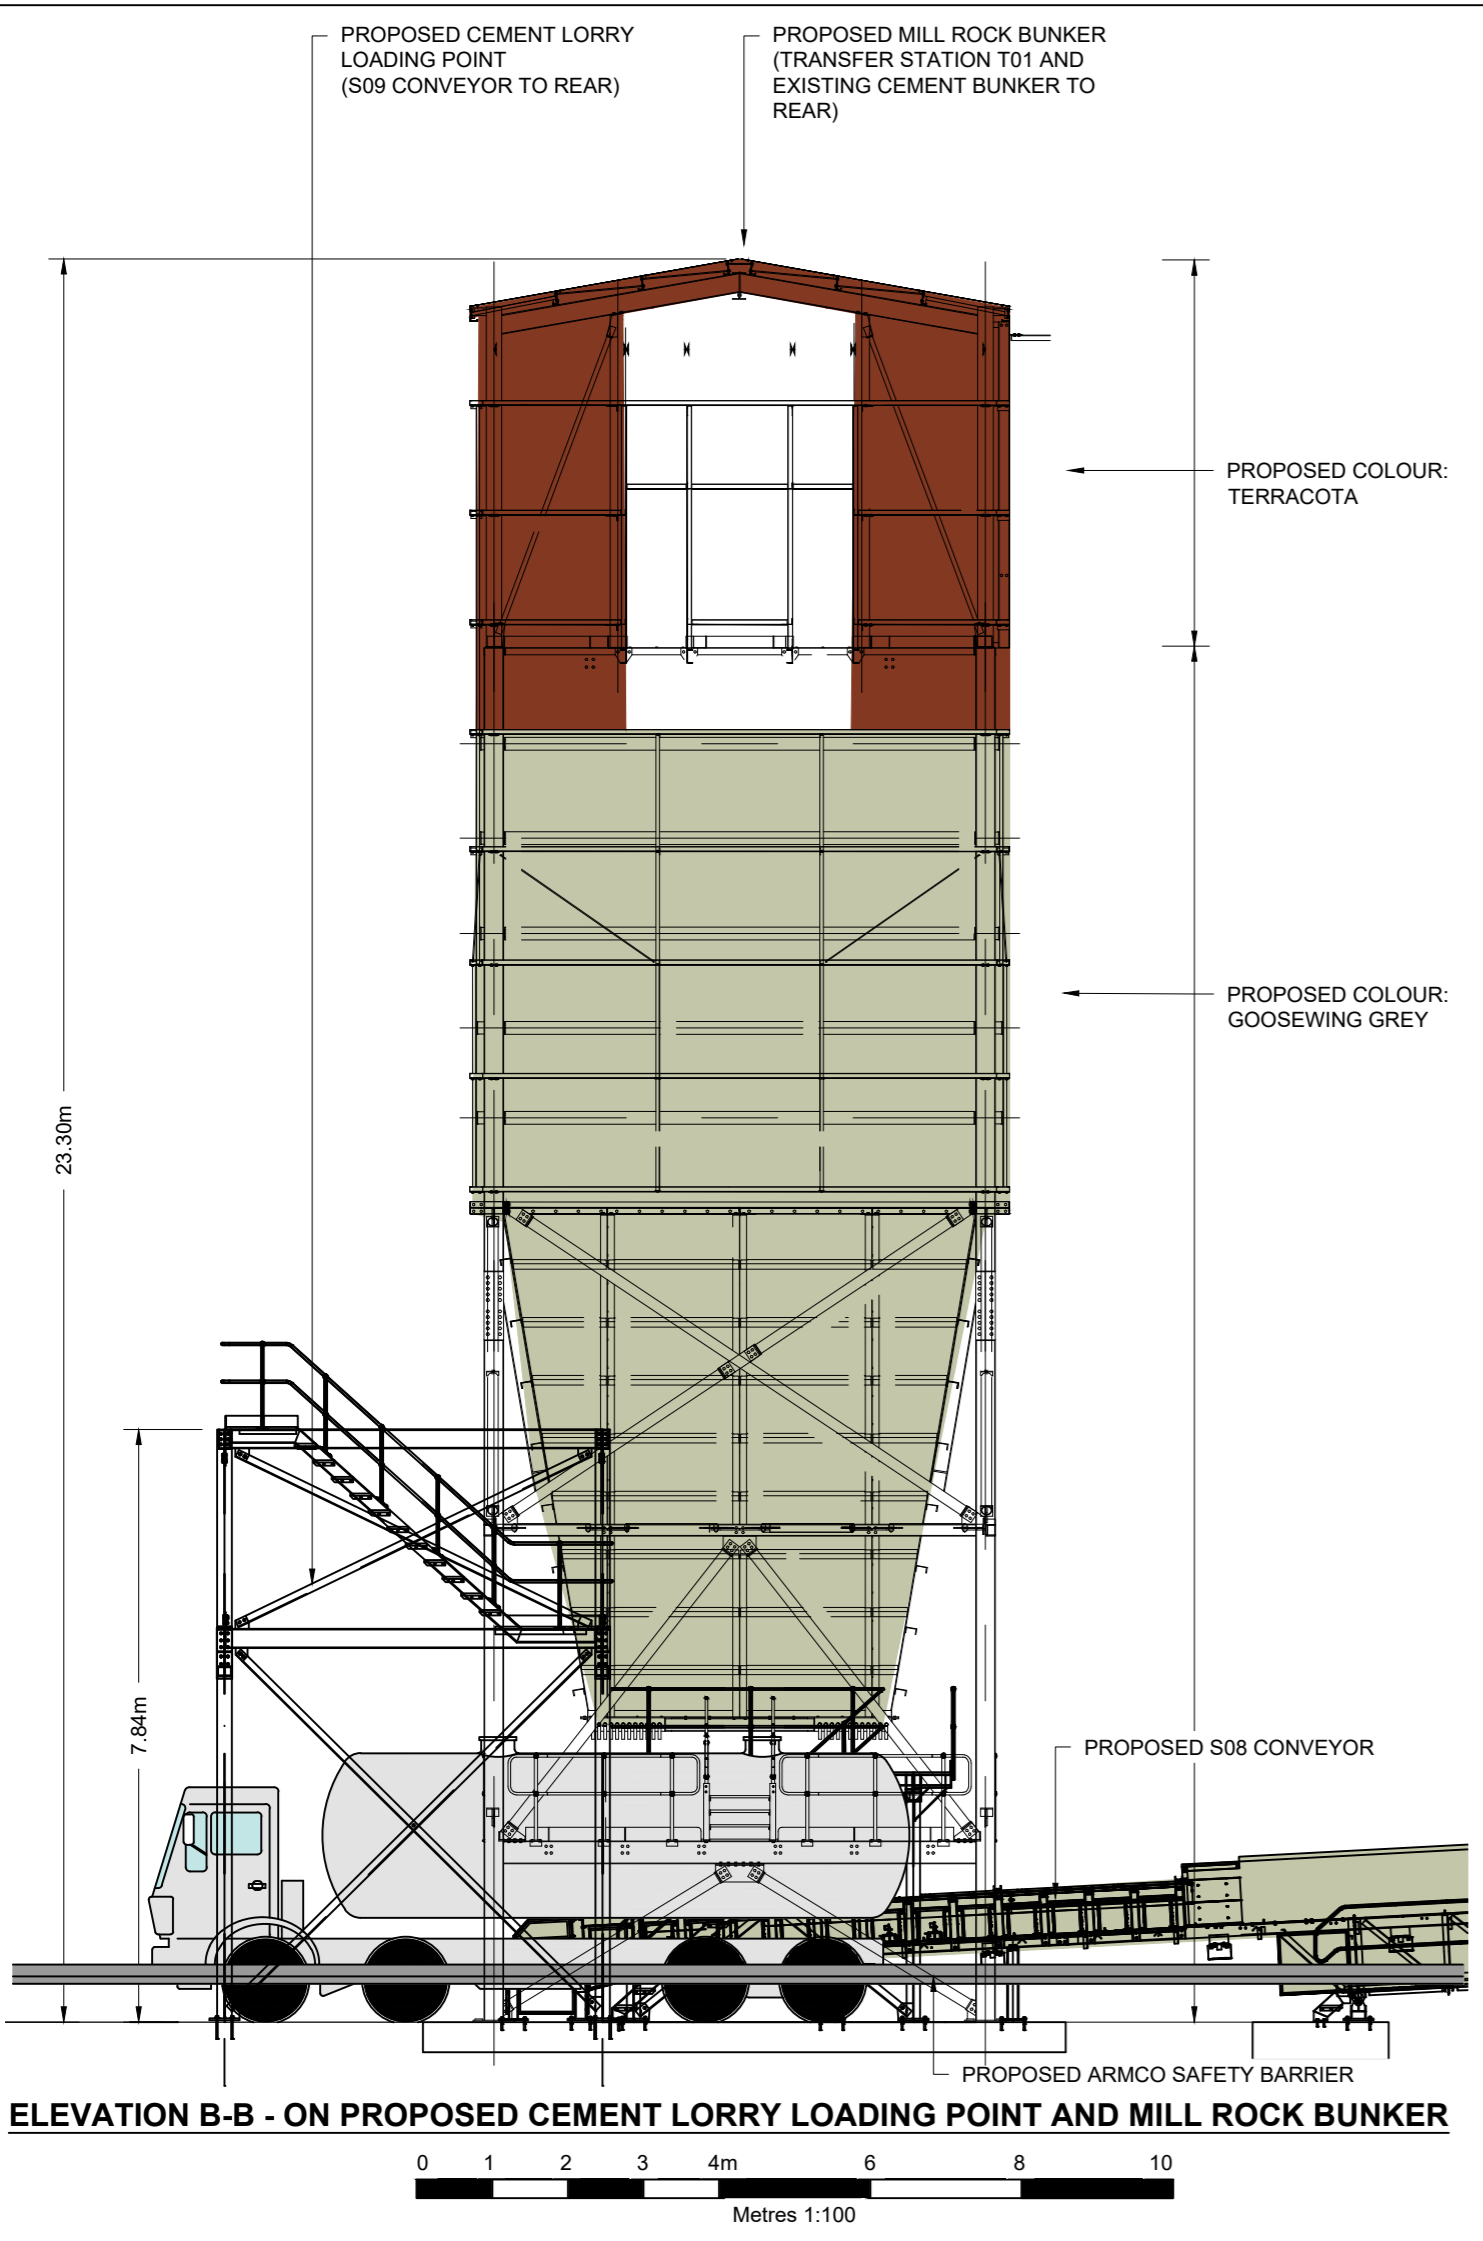 PROPOSED CEMENT LORRY
LOADING POINT
(S09 CONVEYOR TO REAR)
PROPOSED MILL ROCK BUNKER
(TRANSFER STATION T01 AND
EXISTING CEMENT BUNKER TO
REAR)
PROPOSED COLOUR:
TERRACOTA
PROPOSED COLOUR:
GOOSEWING GREY
23.30m
7.84m
PROPOSED S08 CONVEYOR
PROPOSED ARMCO SAFETY BARRIER
ELEVATION B-B - ON PROPOSED CEMENT LORRY LOADING POINT AND MILL ROCK BUNKER
0 1 2 3 4m 6 8 10
Metres 1:100